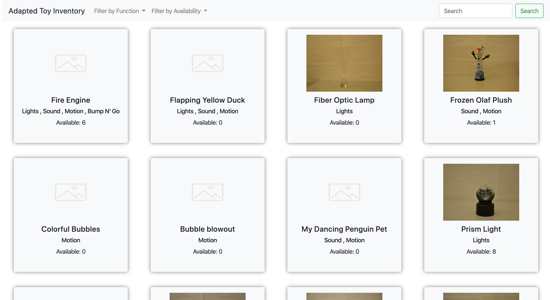 Adapted Toy Inventory Filter by Function Filter by Availability Search Search
Fire Engine
Lights , Sound , Motion , Bump N' Go
Available: 6
Flapping Yellow Duck
Lights , Sound , Motion
Available: 0
Fiber Optic Lamp
Lights
Available: 0
Frozen Olaf Plush
Sound , Motion
Available: 1
Colorful Bubbles
Motion
Available: 0
Bubble blowout
Motion
Available: 0
My Dancing Penguin Pet
Sound , Motion
Available: 0
Prism Light
Lights
Available: 8